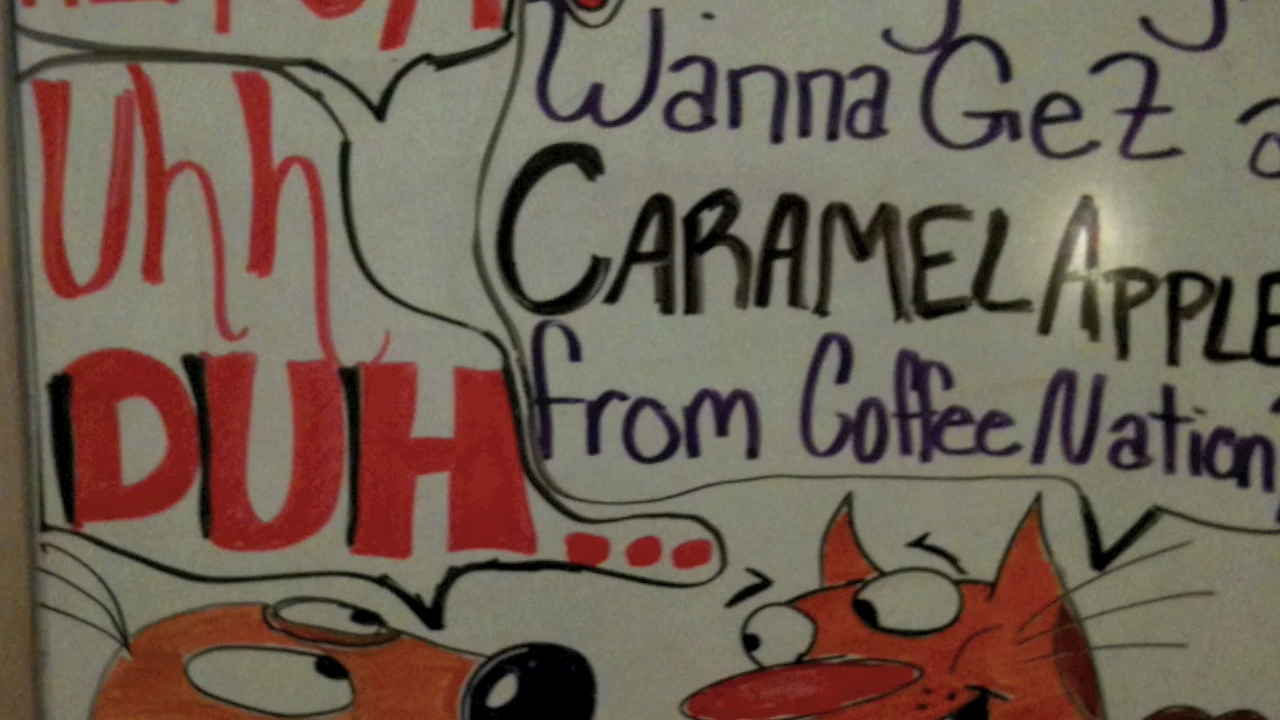 Uhh
DUH...
Wanna Get a
CARAMEL APPLE
from Coffee Nation?